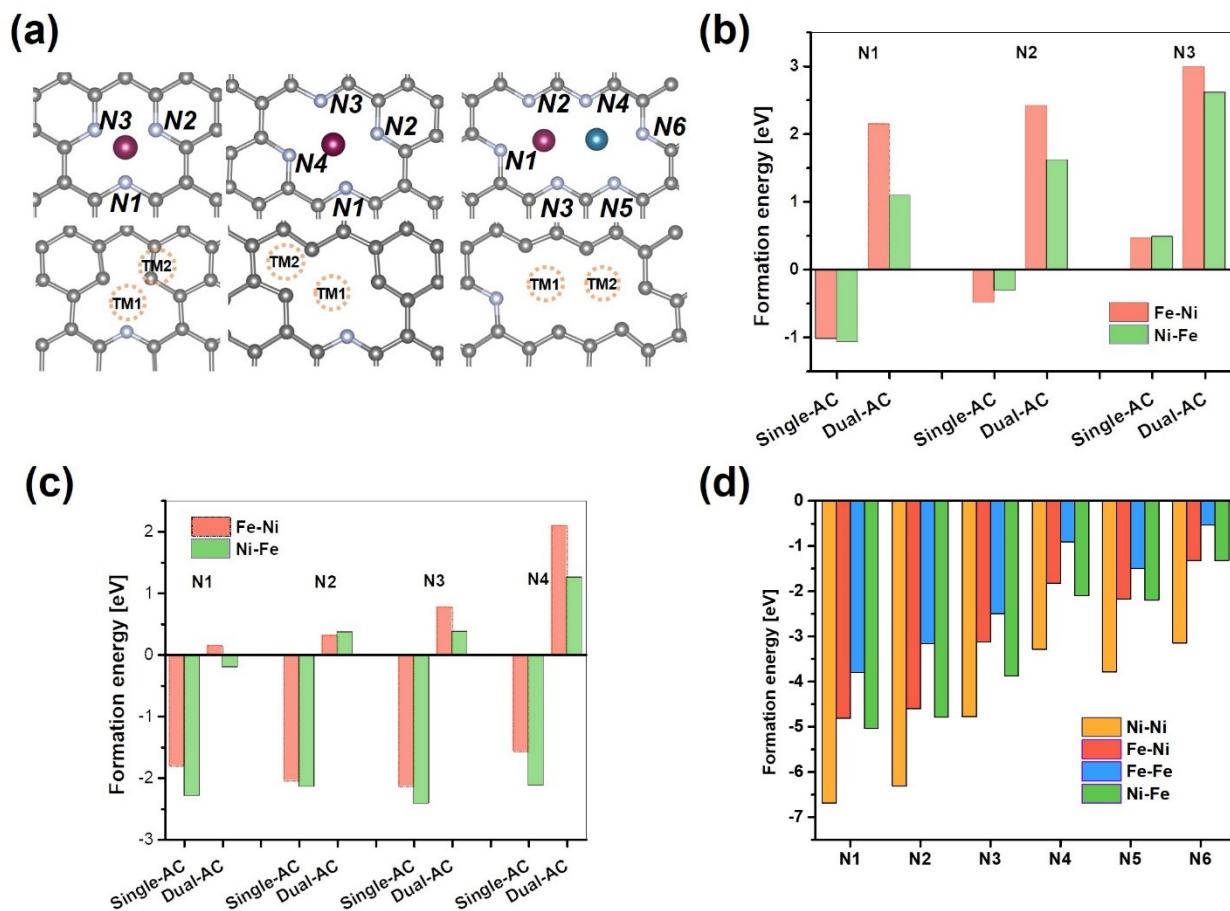 (a)
N3
N2
N1
N3
N2
N4
N1
N2
N4
N6
N1
N3
N5
TM2
TM1
TM2
TM1
TM1
TM2
(b)
Formation energy [eV]
3
2
1
0
-1
N1
N2
N3
Fe-Ni
Ni-Fe
Single-AC
Dual-AC
Single-AC
Dual-AC
Single-AC
Dual-AC
(c)
Formation energy [eV]
2
1
0
-1
-2
-3
Fe-Ni
Ni-Fe
N1
N2
N3
N4
Single-AC
Dual-AC
Single-AC
Dual-AC
Single-AC
Dual-AC
Single-AC
Dual-AC
(d)
Formation energy [eV]
0
-1
-2
-3
-4
-5
-6
-7
Ni-Ni
Fe-Ni
Fe-Fe
Ni-Fe
N1
N2
N3
N4
N5
N6